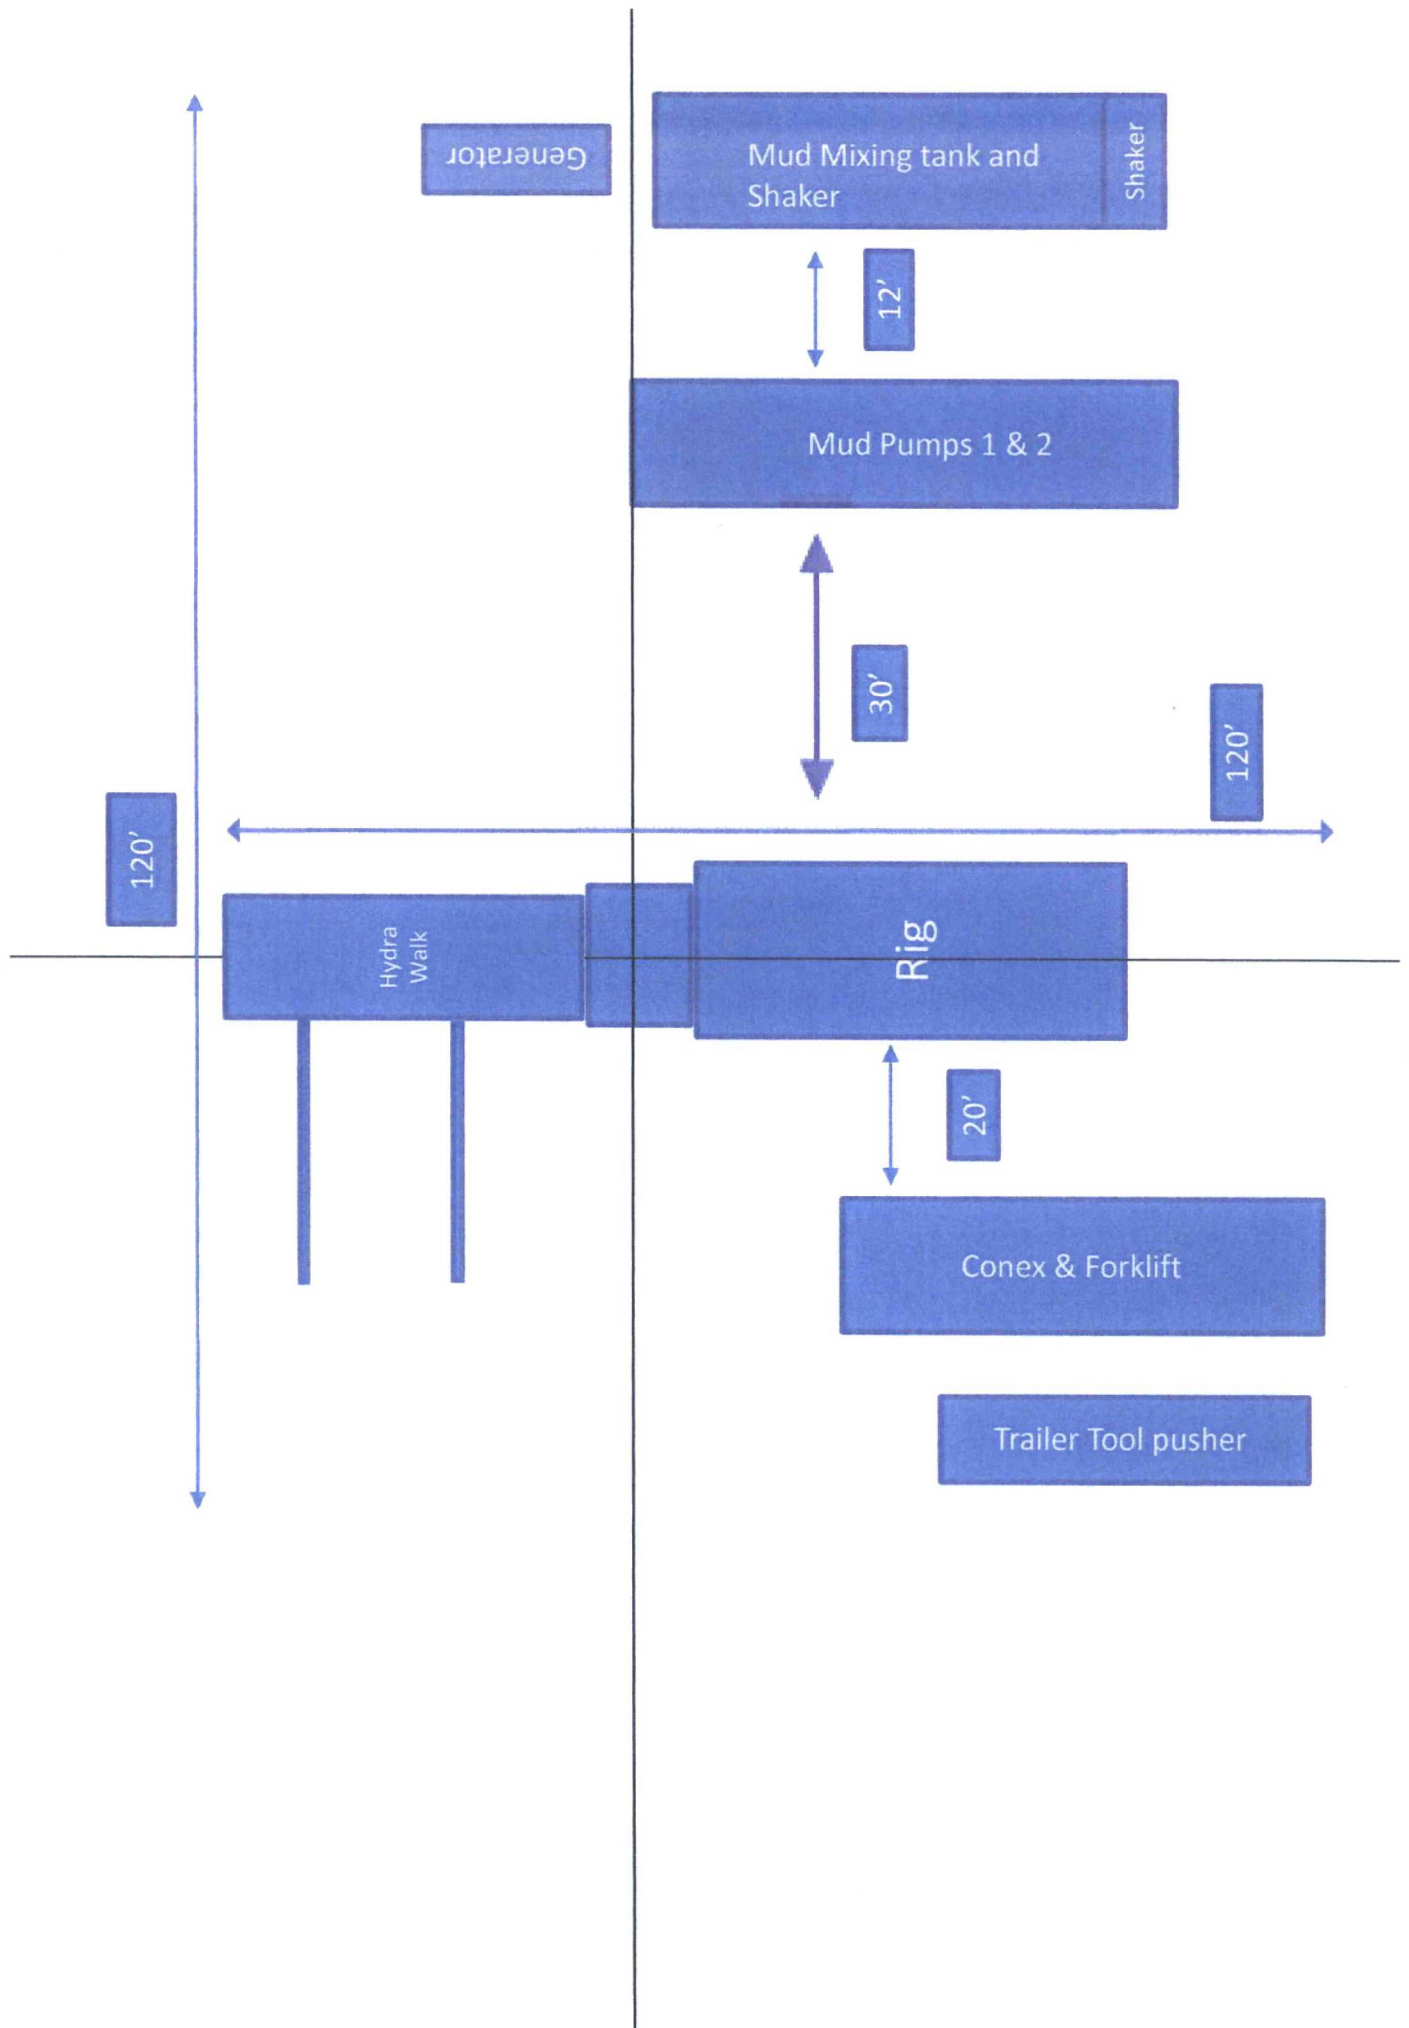 Generator
Mud Mixing tank and
Shaker
Shaker
12'
Mud Pumps 1 & 2
30'
120'
120'
Hydra
Walk
Rig
20'
Conex & Forklift
Trailer Tool pusher